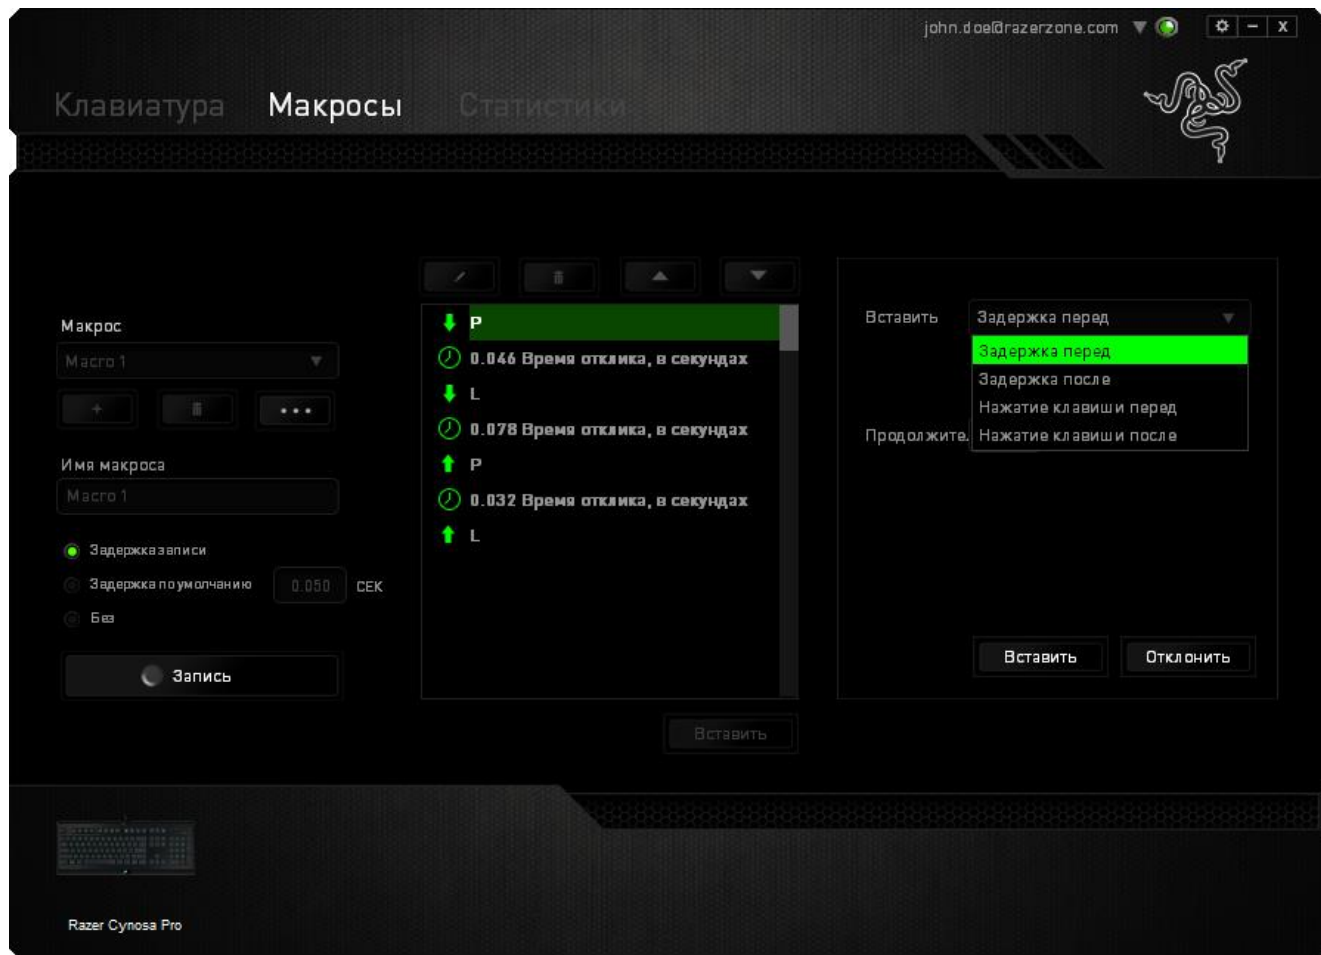 john.doe@razerzone.com
X
Клавиатура Макросы Статистики
Макрос
Macro 1
Имя макроса
Macro 1
Задержка записи
Задержка по умолчанию 0.050 СЕК
Без
Запись
P
0.046 Время отклика, в секундах
L
0.078 Время отклика, в секундах
P
0.032 Время отклика, в секундах
L
Вставить
Вставить Задержка перед
Задержка перед
Задержка после
Нажатие клавиши перед
Продолжите. Нажатие клавиши после
Вставить Отклонить
Razer Cynosa Pro